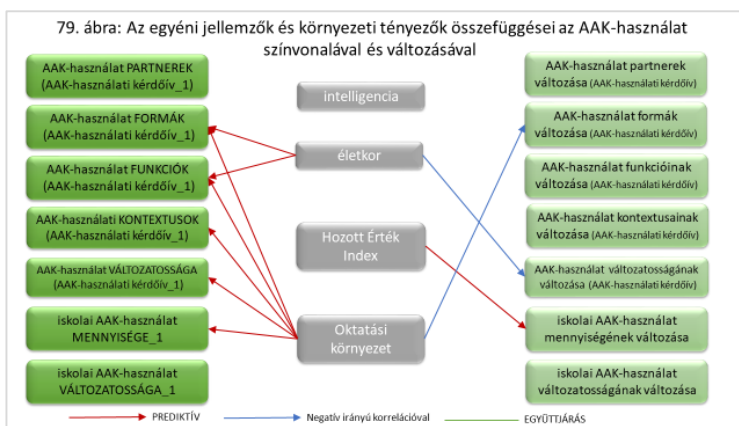 79. ábra: Az egyéni jellemzők és környezeti tényezők összefüggései az AAK-használat
színvonalával és változásával
AAK-használat PARTNEREK
(AAK-használati kérdőív_1)
AAK-használat FORMÁK
(AAK-használati kérdőív_1)
AAK-használat FUNKCIÓK
(AAK-használati kérdőív_1)
AAK-használati KONTEXTUSOK
(AAK-használati kérdőív_1)
AAK-használat VÁLTOZATOSSÁGA
(AAK-használati kérdőív_1)
iskolai AAK-használat
MENNYISÉGE_1
iskolai AAK-használat
VÁLTOZATOSSÁGA_1
intelligencia
életkor
Hozott Érték
Index
Oktatási
környezet
AAK-használat partnerek
változása (AAK-használati kérdőív)
AAK-használat formák
változása (AAK-használati kérdőív)
AAK-használat funkcióinak
változása (AAK-használati kérdőív)
AAK-használat kontextusainak
változása (AAK-használati kérdőív)
AAK-használat változatosságának
változása (AAK-használati kérdőív)
iskolai AAK-használat
mennyiségének változása
iskolai AAK-használat
változatosságának változása
PREDIKTÍV
Negatív irányú korrelációval
EGYÜTTJÁRÁS